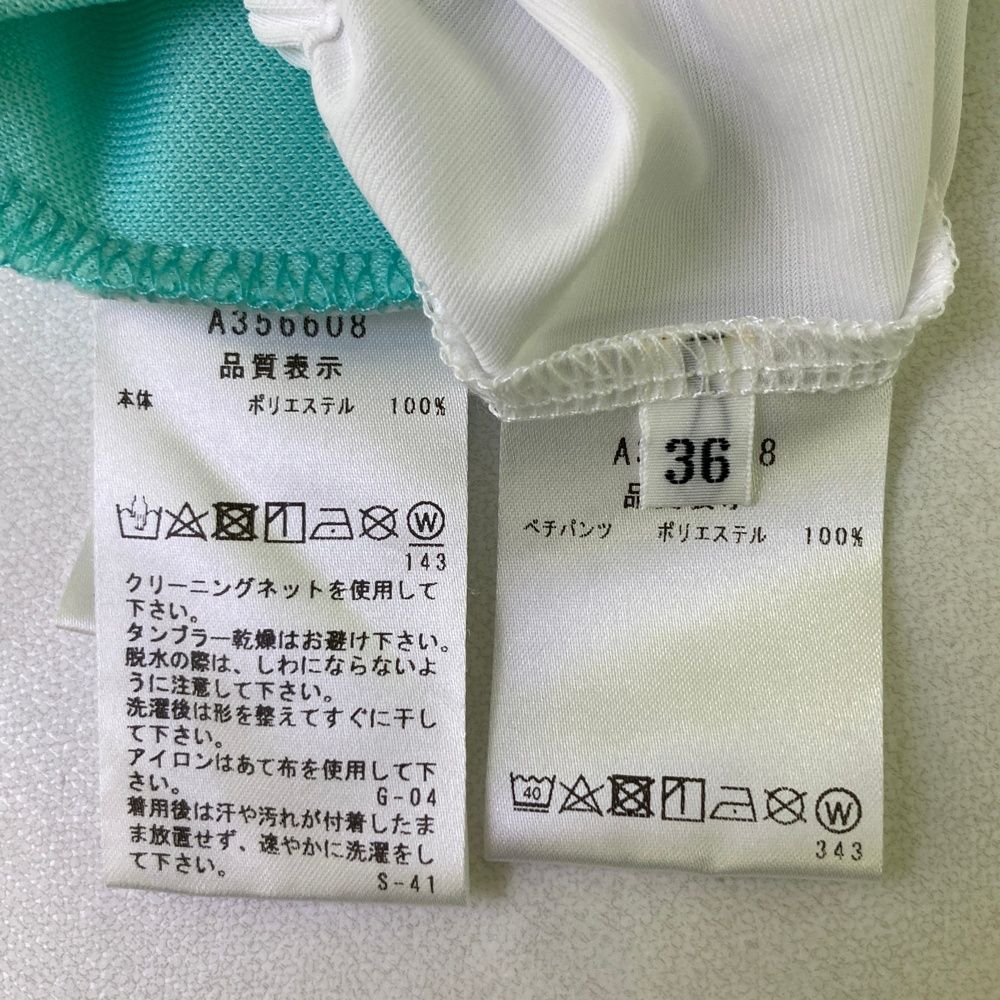 A356608
品質表示
本体 ポリエステル 100%
W
143
クリーニングネットを使用して
下さい。
タンブラー乾燥はお避け下さい。
脱水の際は、しわにならないよ
うに注意して下さい。
洗濯後は形を整えてすぐに干し
て下さい。
アイロンはあて布を使用して下
さい。
G-04
着用後は汗や汚れが付着したま
ま放置せず、速やかに洗濯をし
て下さい。
S-41
36
8
ペチパンツ ポリエステル 100%
40
W
343